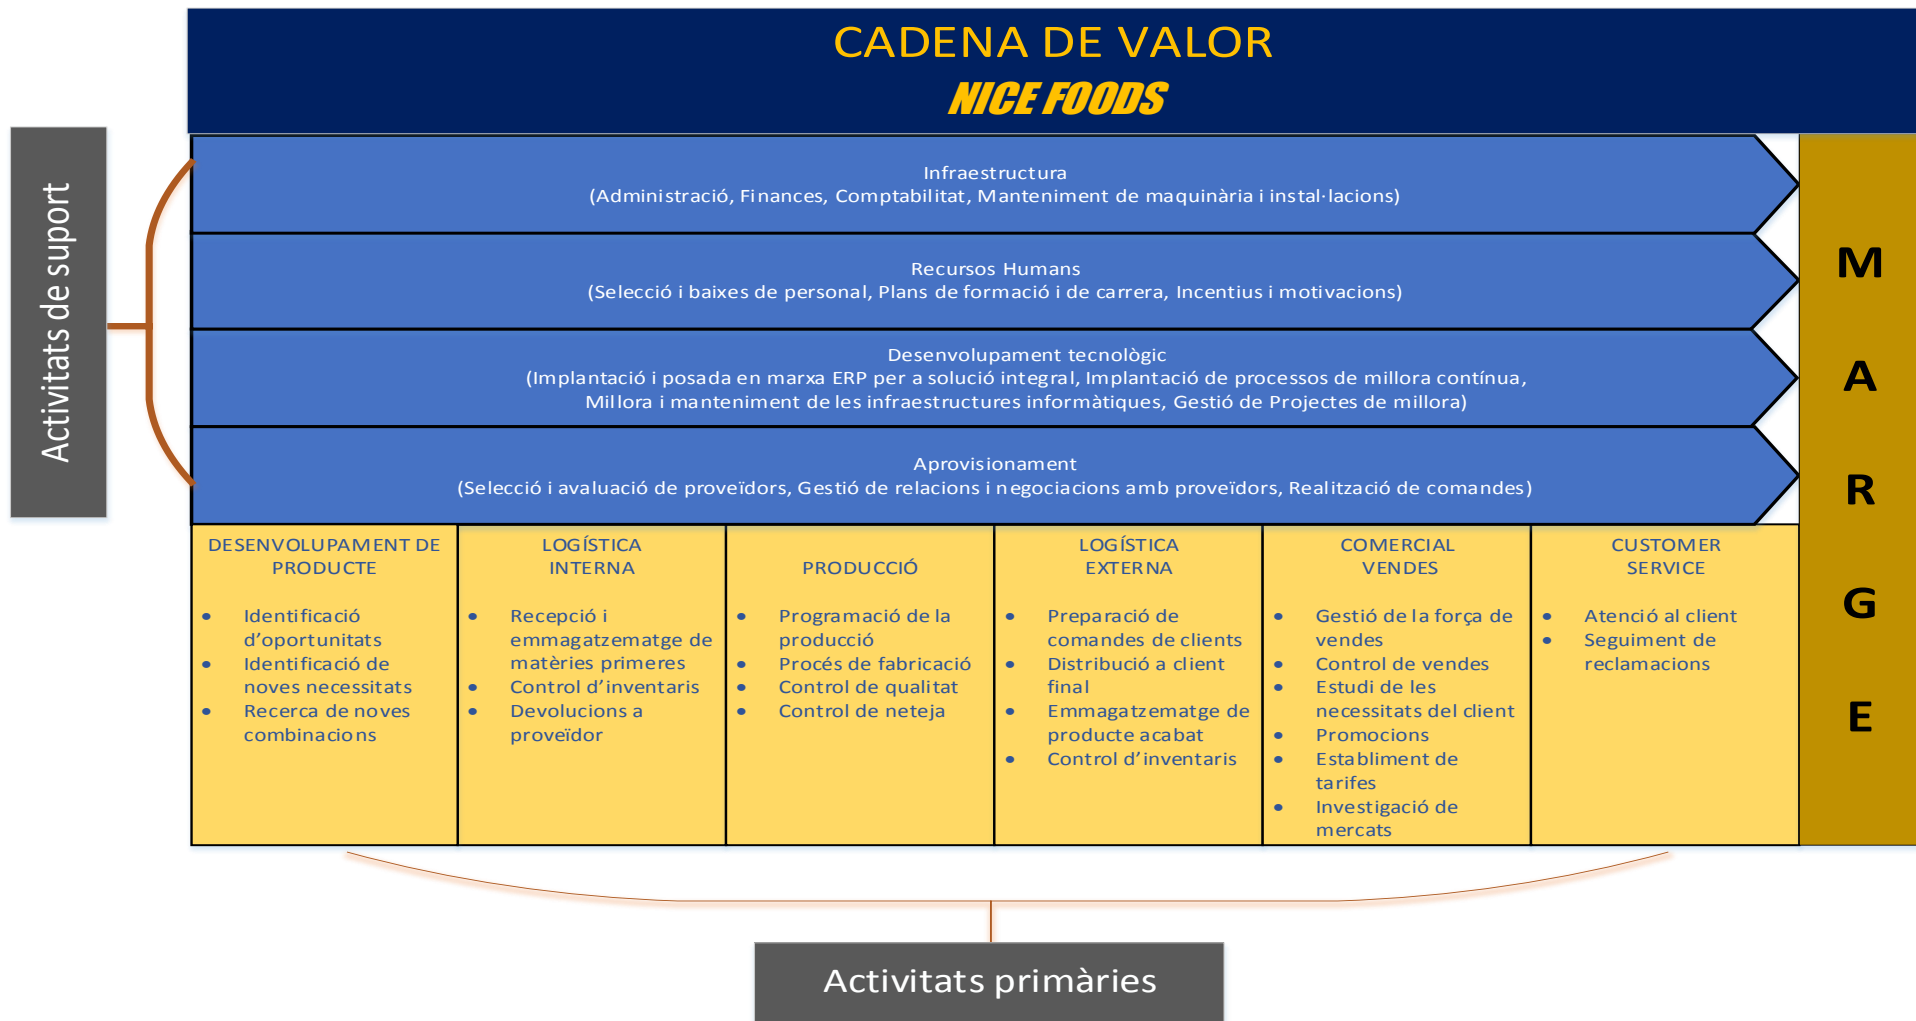 CADENA DE VALOR
NICE FOODS
Activitats de suport
Infraestructura
(Administració, Finances, Comptabilitat, Manteniment de maquinària i instal·lacions)
Recursos Humans
(Selecció i baixes de personal, Plans de formació i de carrera, Incentius i motivacions)
Desenvolupament tecnològic
(Implantació i posada en marxa ERP per a solució integral, Implantació de processos de millora contínua,
Millora i manteniment de les infraestructures informàtiques, Gestió de Projectes de millora)
Aprovisionament
(Selecció i avaluació de proveïdors, Gestió de relacions i negociacions amb proveïdors, Realització de comandes)
M
A
R
G
E
DESENVOLUPAMENT DE
PRODUCTE
• Identificació
d’oportunitats
• Identificació de
noves necessitats
• Recerca de noves
combinacions
LOGÍSTICA
INTERNA
• Recepció i
emmagatzematge de
matèries primeres
• Control d’inventaris
• Devolucions a
proveïdor
PRODUCCIÓ
• Programació de la
producció
• Procés de fabricació
• Control de qualitat
• Control de neteja
LOGÍSTICA
EXTERNA
• Preparació de
comandes de clients
• Distribució a client
final
• Emmagatzematge de
producte acabat
• Control d’inventaris
COMERCIAL
VENDES
• Gestió de la força de
vendes
• Control de vendes
• Estudi de les
necessitats del client
• Promocions
• Establiment de
tarifes
• Investigació de
mercats
CUSTOMER
SERVICE
• Atenció al client
• Seguiment de
reclamacions
Activitats primàries